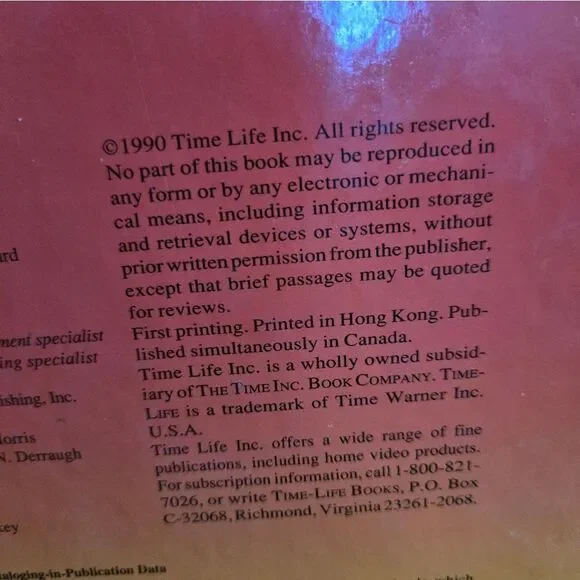 ©1990 Time Life Inc. All rights reserved.
No part of this book may be reproduced in
any form or by any electronic or mechani-
cal means, including information storage
and retrieval devices or systems, without
prior written permission from the publisher,
except that brief passages may be quoted
for reviews.
First printing. Printed in Hong Kong. Pub-
lished simultaneously in Canada.
Time Life Inc. is a wholly owned subsid-
iary of THE TIME INC. BOOK COMPANY. TIME-
LIFE is a trademark of Time Warner Inc.
U.S.A.
Time Life Inc. offers a wide range of fine
publications, including home video products.
For subscription information, call 1-800-821-
7026, or write TIME-LIFE BOOKS, P.O. Box
C-32068, Richmond, Virginia 23261-2068.
ard
ment specialist
ing specialist
ishing, Inc.
orris
N. Derraugh
key
aloging-in-Publication Data
which